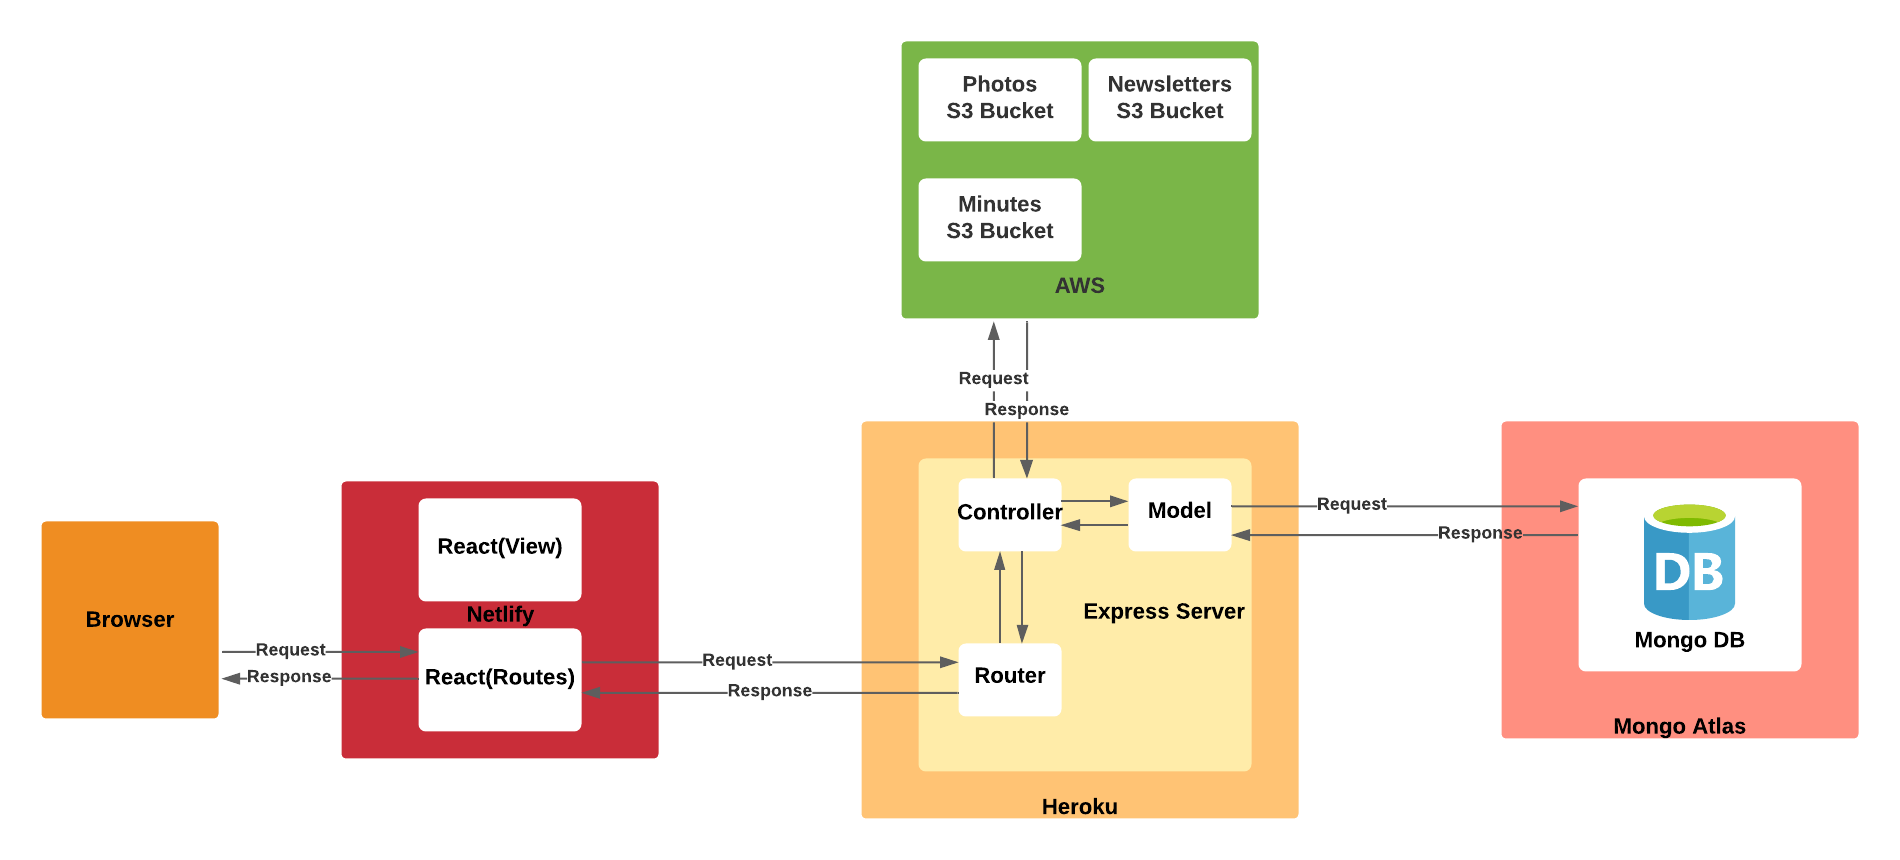 Photos
S3 Bucket
Newsletters
S3 Bucket
Minutes
S3 Bucket
AWS
Request
Response
Controller
Model
Request
Response
DB
Mongo DB
Mongo Atlas
React(View)
Netlify
Browser
Request
Response
React(Routes)
Request
Response
Express Server
Router
Heroku